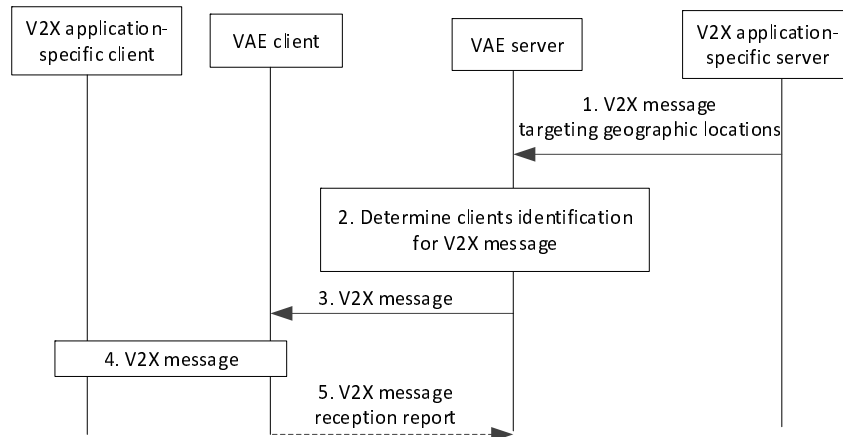 V2X application-
specific client
VAE client
VAE server
V2X application-
specific server
1. V2X message
targeting geographic locations
2. Determine clients identification
for V2X message
3. V2X message
4. V2X message
5. V2X message
reception report